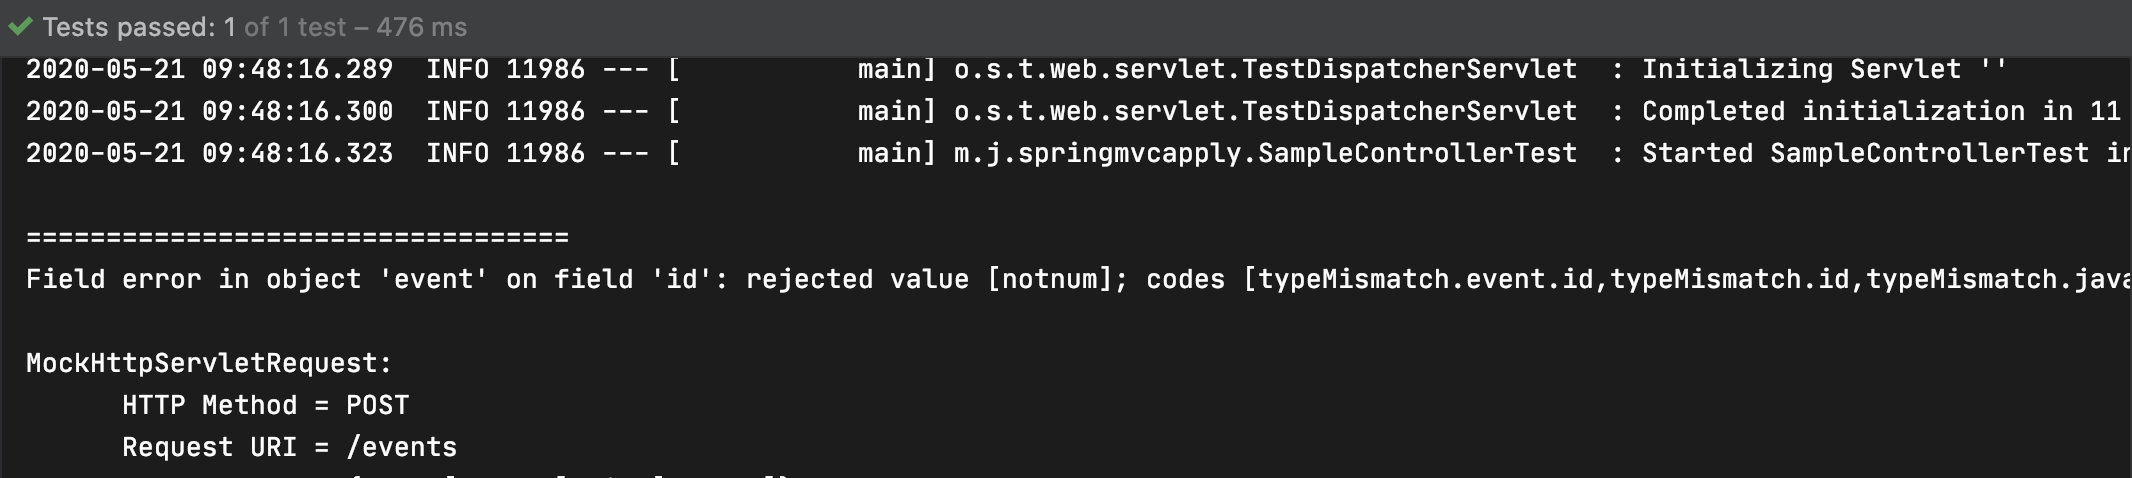 Tests passed: 1 of 1 test – 476 ms
2020-05-21 09:48:16.289  INFO 11986 --- [           main] o.s.t.web.servlet.TestDispatcherServlet  : Initializing Servlet ''
2020-05-21 09:48:16.300  INFO 11986 --- [           main] o.s.t.web.servlet.TestDispatcherServlet  : Completed initialization in 11
2020-05-21 09:48:16.323  INFO 11986 --- [           main] m.j.springmvcapply.SampleControllerTest  : Started SampleControllerTest in
==================================
Field error in object 'event' on field 'id': rejected value [notnum]; codes [typeMismatch.event.id,typeMismatch.id,typeMismatch.java
MockHttpServletRequest:
      HTTP Method = POST
      Request URI = /events